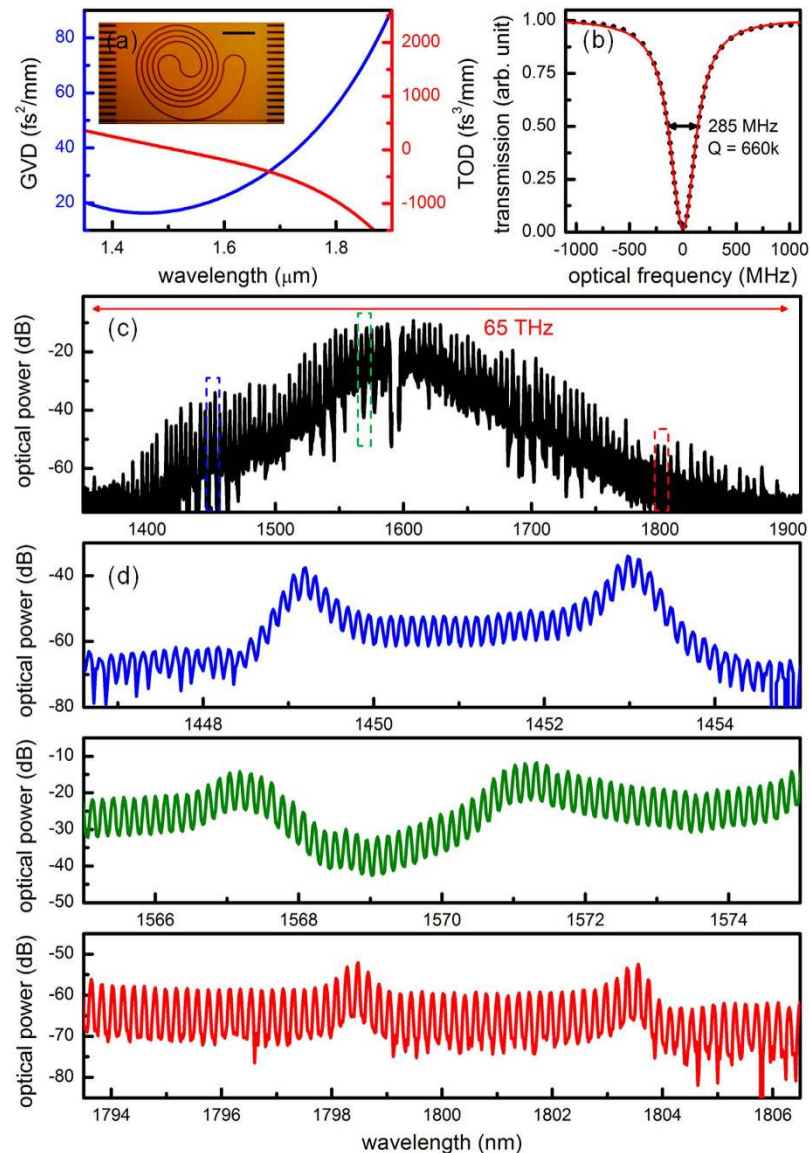 (a)
GVD (fs²/mm)
80
60
40
20
1.4 1.6 1.8
wavelength (μm)
2000
1000
0
-1000
TOD (fs³/mm)
(b)
transmission (arb. unit)
1.00
0.75
0.50
0.25
0.00
285 MHz
Q = 660k
-1000 -500 0 500 1000
optical frequency (MHz)
(c)
65 THz
optical power (dB)
-20
-40
-60
1400 1500 1600 1700 1800 1900
(d)
optical power (dB)
-40
-60
-80
1448 1450 1452 1454
optical power (dB)
-10
-20
-30
-40
-50
1566 1568 1570 1572 1574
optical power (dB)
-50
-60
-70
-80
1794 1796 1798 1800 1802 1804 1806
wavelength (nm)